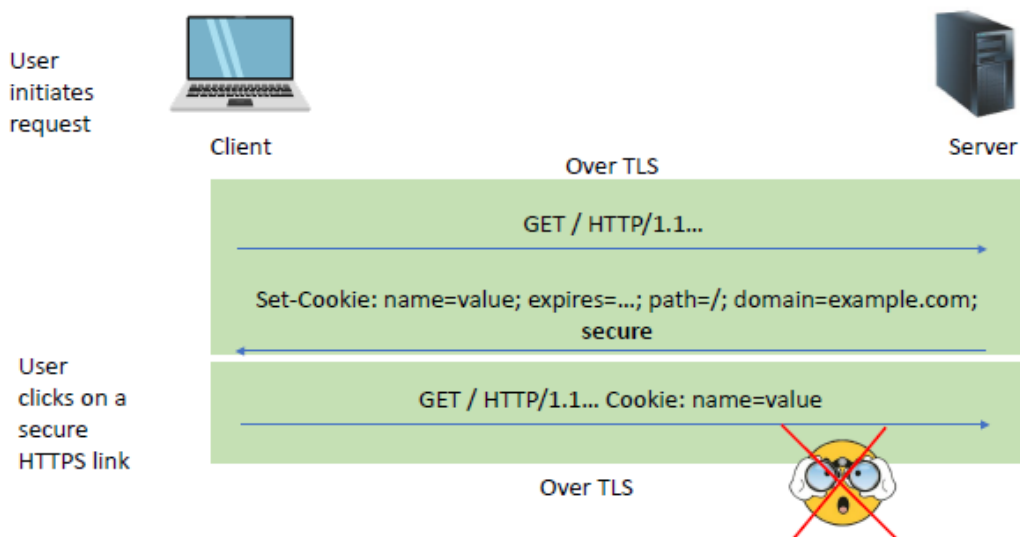 User
initiates
request
Client
Server
Over TLS
GET / HTTP/1.1...
Set-Cookie: name=value; expires=...; path=/; domain=example.com;
secure
User
clicks on a
secure
HTTPS link
GET / HTTP/1.1... Cookie: name=value
Over TLS